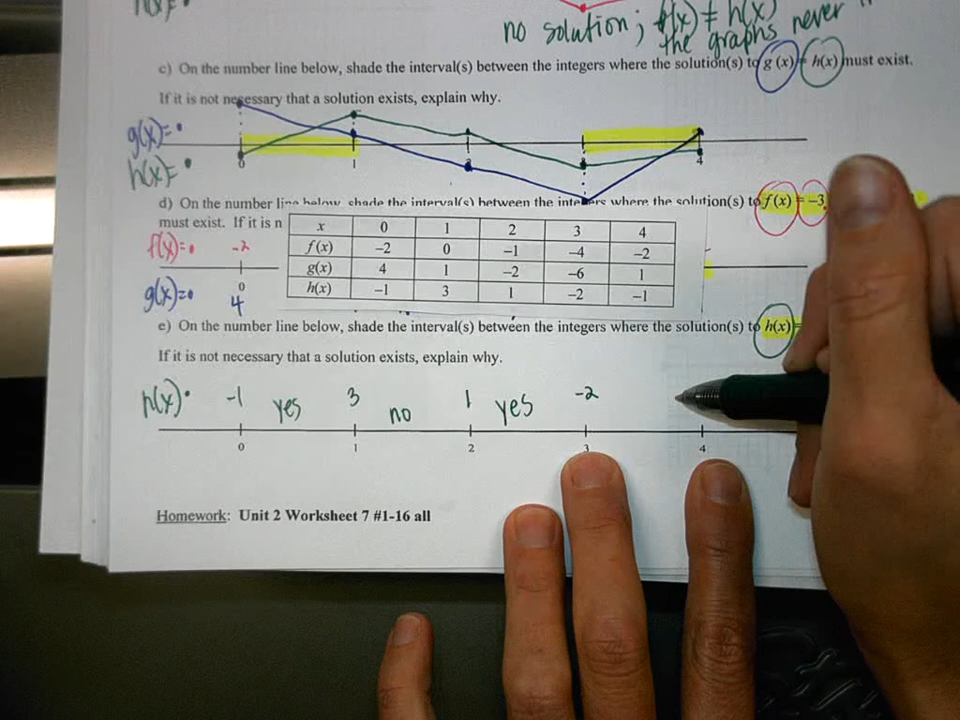 h(x)=
no solution; f(x) ≠ h(x)
the graphs never
c) On the number line below, shade the interval(s) between the integers where the solution(s) to g (x) = h(x) must exist.
If it is not necessary that a solution exists, explain why.
g(x)=•
h(x)=•
0 1 2 3 4
d) On the number line below, shade the interval(s) between the integers where the solution(s) to f(x) = −3
must exist. If it is n
f(x)=• -2
0
g(x)=• 4
x 0 1 2 3 4
f(x) −2 0 −1 −4 −2
g(x) 4 1 −2 −6 1
h(x) −1 3 1 −2 −1
e) On the number line below, shade the interval(s) between the integers where the solution(s) to h(x)=
If it is not necessary that a solution exists, explain why.
h(x)• -1 yes 3 no 1 yes -2
0 1 2 3 4
Homework: Unit 2 Worksheet 7 #1-16 all